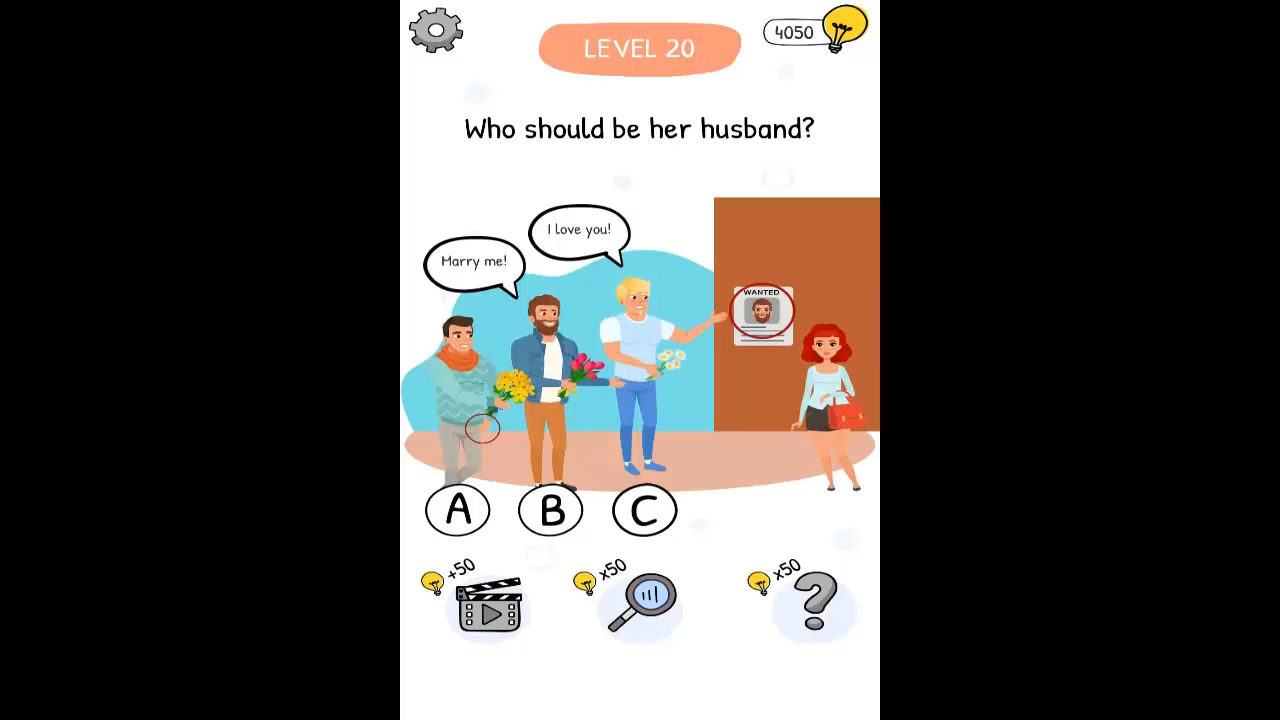 LEVEL 20
4050
Who should be her husband?
I love you!
Marry me!
WANTED
A
B
C
+50
x50
x50